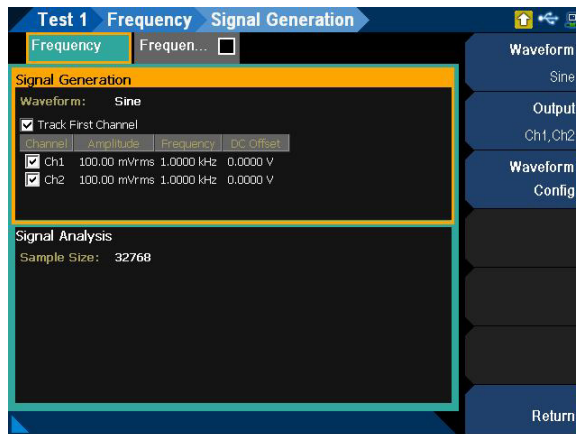 Test 1 Frequency Signal Generation
Frequency Frequen...
Signal Generation
Waveform: Sine
Track First Channel
Channel Amplitude Frequency DC Offset
Ch1 100.00 mVrms 1.0000 kHz 0.0000 V
Ch2 100.00 mVrms 1.0000 kHz 0.0000 V
Signal Analysis
Sample Size: 32768
Waveform
Sine
Output
Ch1,Ch2
Waveform
Config
Return